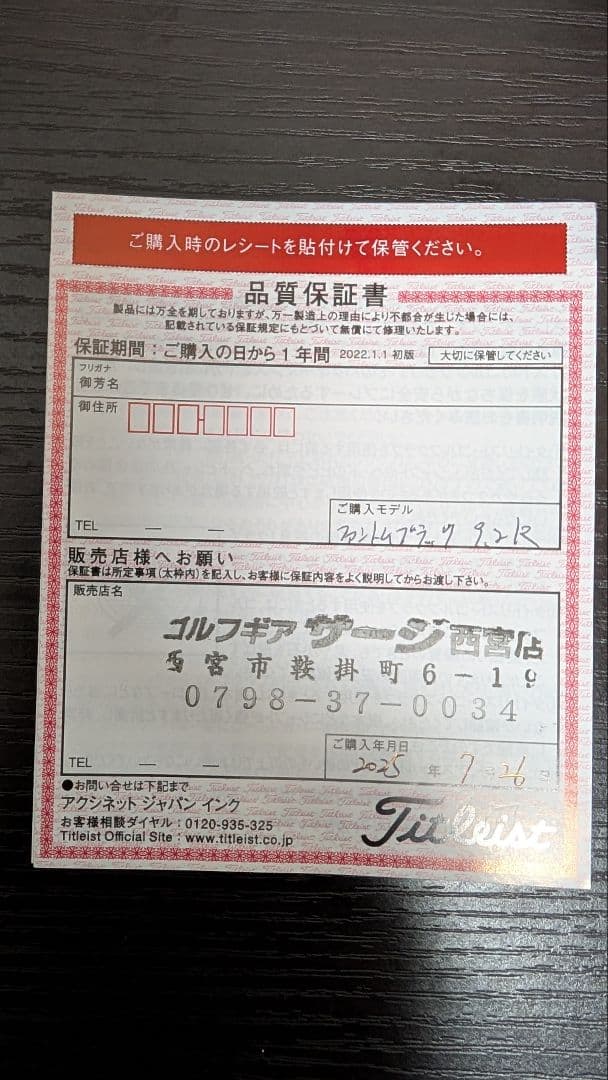 ご購入時のレシートを貼付けて保管ください。
品質保証書
製品には万全を期しておりますが、万一製造上の理由により不都合が生じた場合には、
記載されている保証規定にもとづいて無償にて修理いたします。
保証期間：ご購入の日から1年間 2022.1.1 初版 大切に保管してください
フリガナ
御芳名
御住所
ご購入モデル
TEL — —
ファントムブラック 9.2R
販売店様へお願い
保証書は所定事項(太枠内)を記入し、お客様に保証内容をよく説明してからお渡し下さい。
販売店名
ゴルフギア サージ 西宮店
西宮市鞍掛町6-19
0798-37-0034
ご購入年月日
TEL — —
2025年 7月 26日
●お問い合せは下記まで
アクシネット ジャパン インク
お客様相談ダイヤル：0120-935-325
Titleist Official Site：www.titleist.co.jp
Titleist